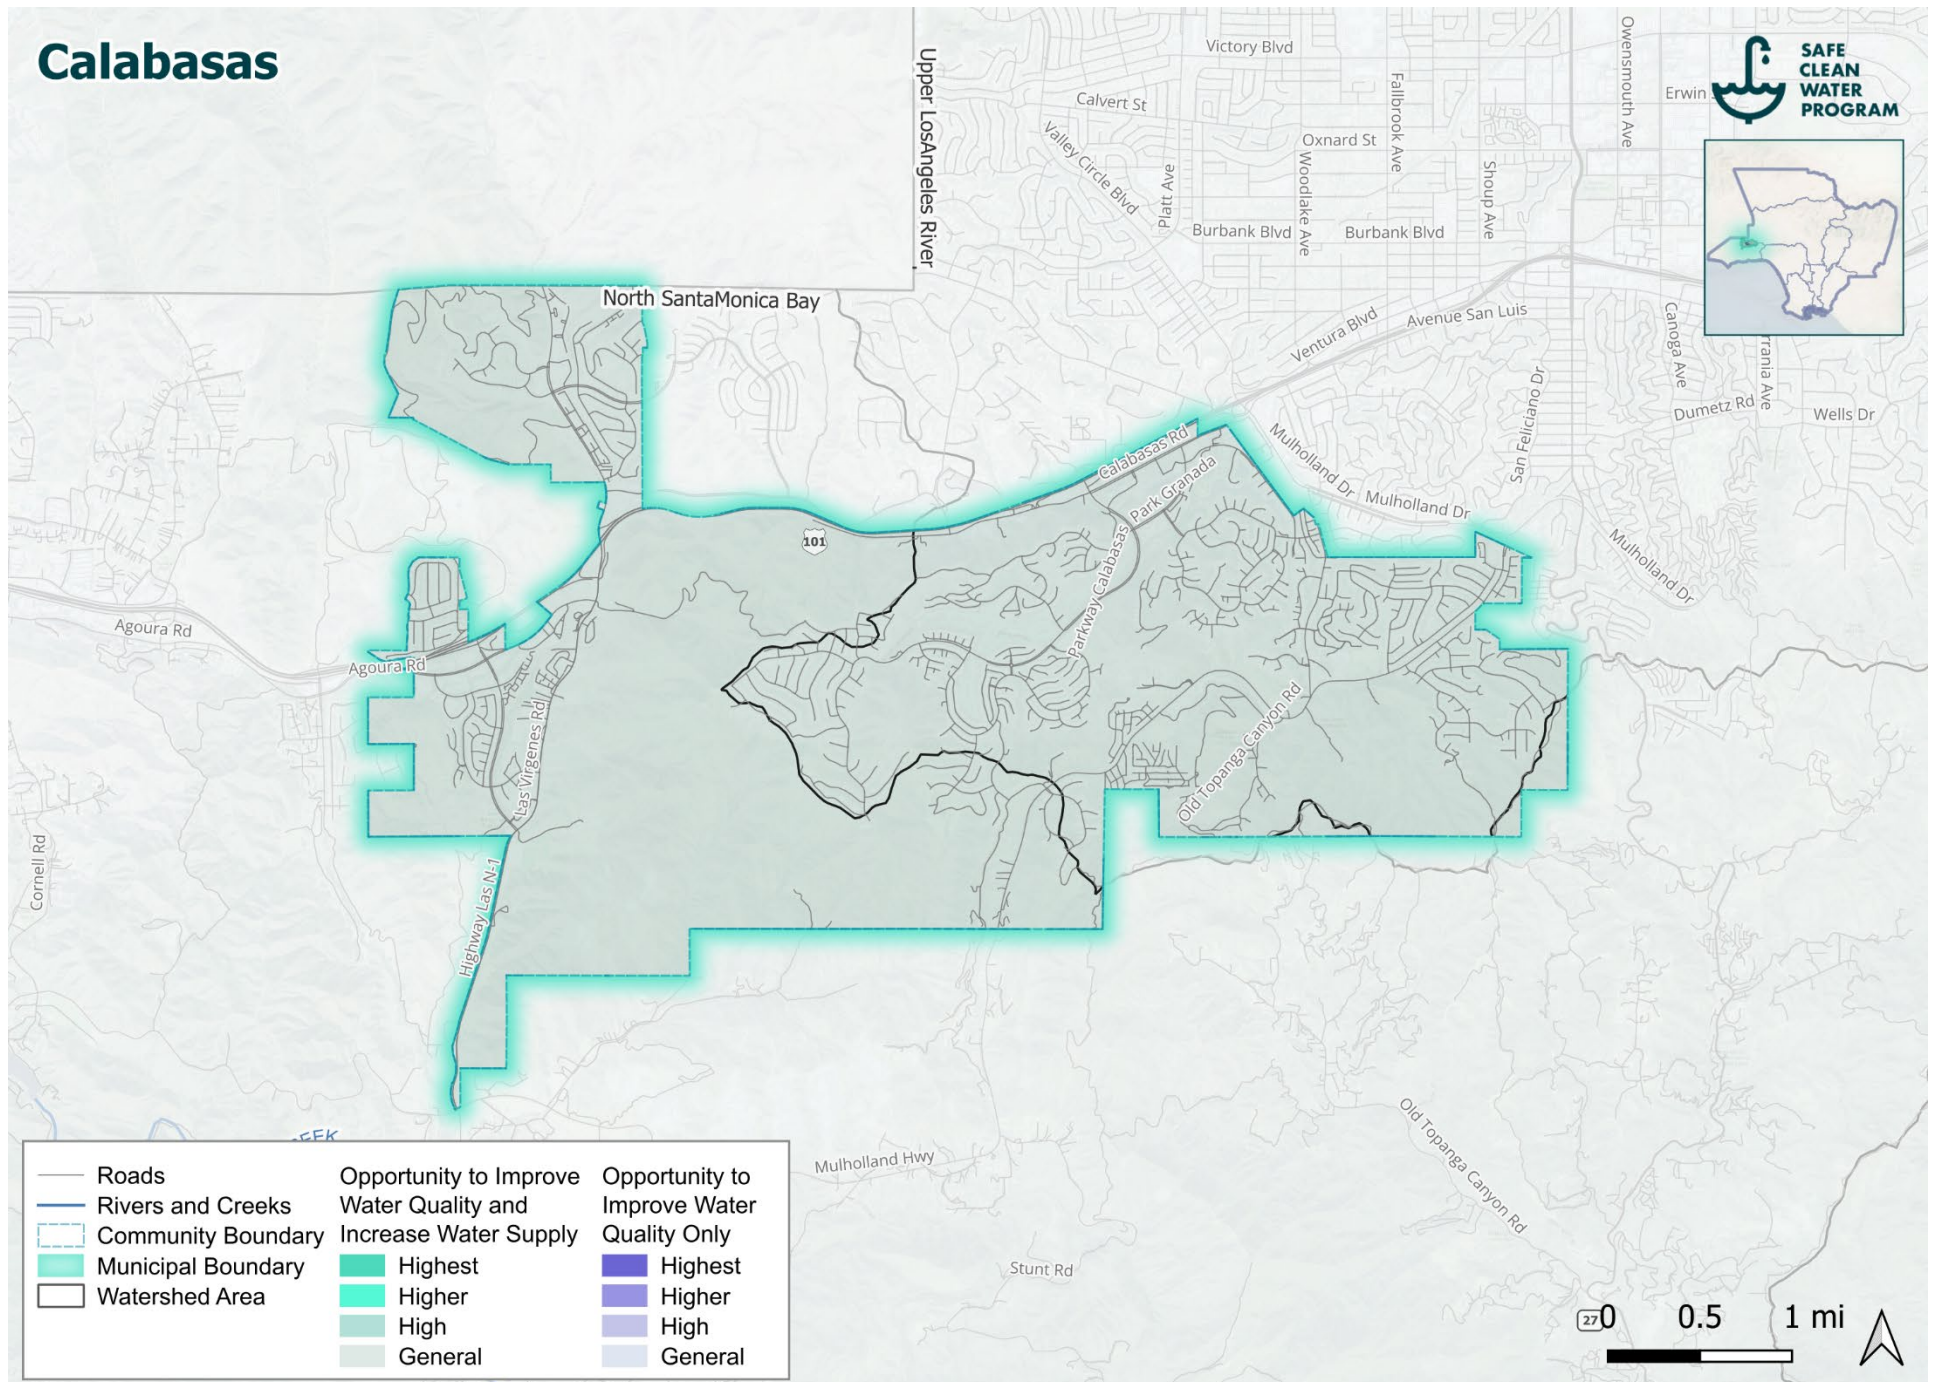 Calabasas
SAFE
CLEAN
WATER
PROGRAM
Victory Blvd
Calvert St
Valley Circle Blvd
Platt Ave
Oxnard St
Woodlake Ave
Fallbrook Ave
Shoup Ave
Owensmouth Ave
Erwin
Burbank Blvd
Burbank Blvd
Upper LosAngeles River
North SantaMonica Bay
Ventura Blvd
Avenue San Luis
Canoga Ave
rrania Ave
Dumetz Rd
Wells Dr
San Feliciano Dr
Mulholland Dr
Mulholland Dr
Mulholland Dr
Calabasas Rd
Park Granada
Parkway Calabasas
101
Agoura Rd
Agoura Rd
Las Virgenes Rd
Old Topanga Canyon Rd
Cornell Rd
Highway Las N-1
EEK
Mulholland Hwy
Old Topanga Canyon Rd
Stunt Rd
Roads
Rivers and Creeks
Community Boundary
Municipal Boundary
Watershed Area
Opportunity to Improve
Water Quality and
Increase Water Supply
Highest
Higher
High
General
Opportunity to
Improve Water
Quality Only
Highest
Higher
High
General
27
0 0.5 1 mi